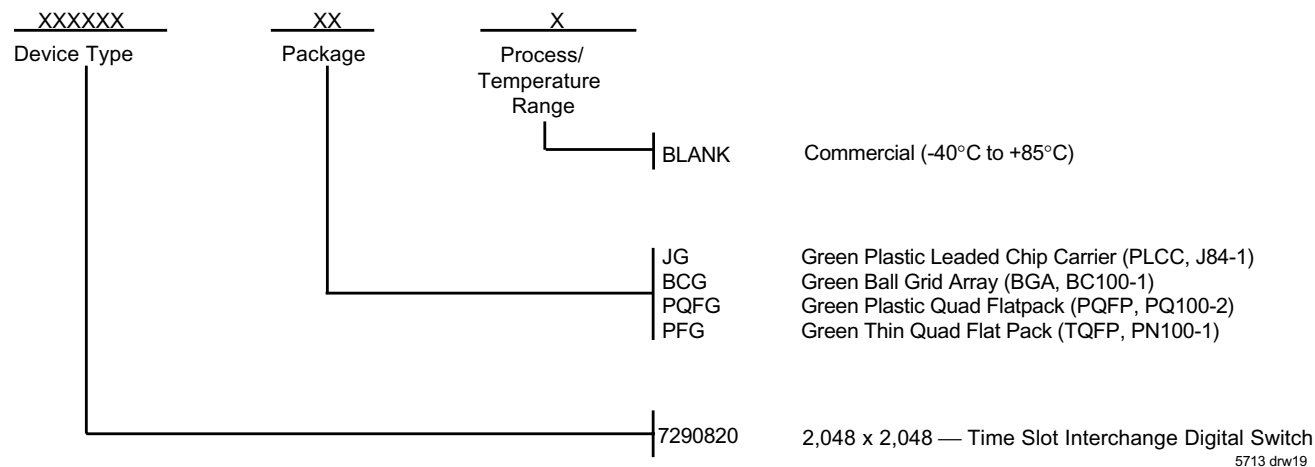 XXXXXX XX X
Device Type Package Process/
Temperature
Range
BLANK Commercial (-40°C to +85°C)
JG Green Plastic Leaded Chip Carrier (PLCC, J84-1)
BCG Green Ball Grid Array (BGA, BC100-1)
PQFG Green Plastic Quad Flatpack (PQFP, PQ100-2)
PFG Green Thin Quad Flat Pack (TQFP, PN100-1)
7290820 2,048 x 2,048 — Time Slot Interchange Digital Switch
5713 drw19